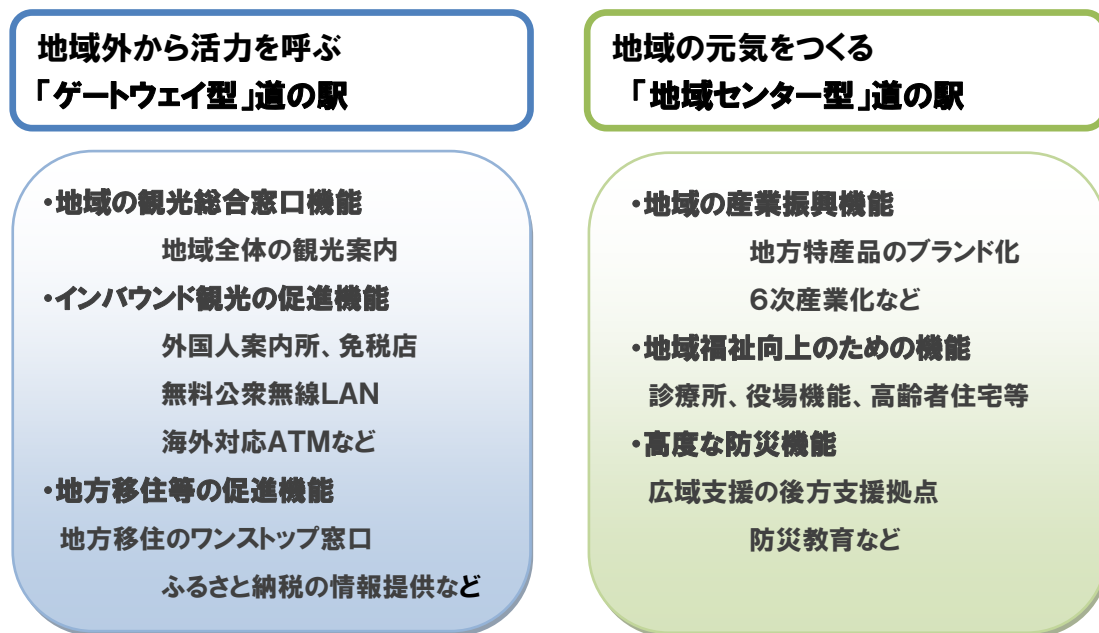 地域外から活力を呼ぶ
「ゲートウェイ型」道の駅
・地域の観光総合窓口機能
地域全体の観光案内
・インバウンド観光の促進機能
外国人案内所、免税店
無料公衆無線LAN
海外対応ATMなど
・地方移住等の促進機能
地方移住のワンストップ窓口
ふるさと納税の情報提供など
地域の元気をつくる
「地域センター型」道の駅
・地域の産業振興機能
地方特産品のブランド化
6次産業化など
・地域福祉向上のための機能
診療所、役場機能、高齢者住宅等
・高度な防災機能
広域支援の後方支援拠点
防災教育など